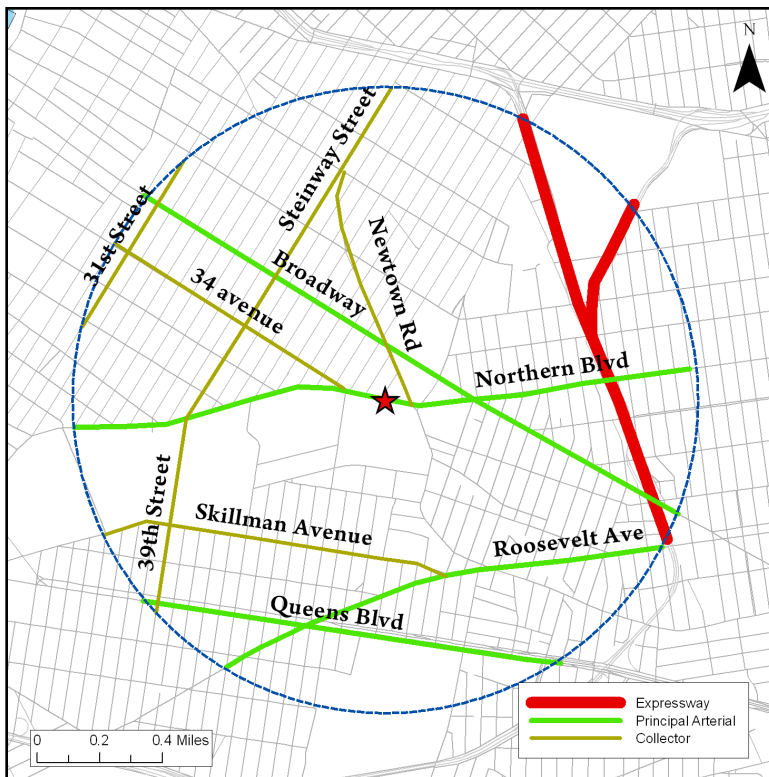 N
Steinway Street
31st Street
Newtown Rd
Broadway
34 avenue
Northern Blvd
39th Street
Skillman Avenue
Roosevelt Ave
Queens Blvd
Expressway
Principal Arterial
Collector
0 0.2 0.4 Miles